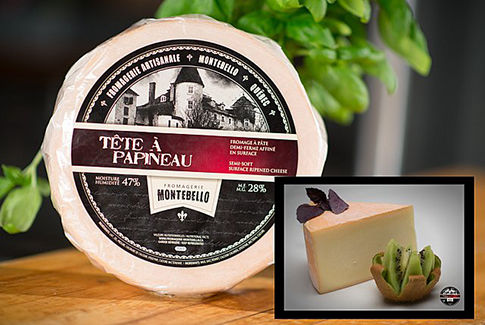 FROMAGERIE ARTISANALE ⚜ MONTEBELLO ⚜ QUÉBEC
TÊTE À
PAPINEAU
FROMAGE À PÂTE
DEMI-FERME AFFINÉ
EN SURFACE
SEMI-SOFT
SURFACE RIPENED CHEESE
MOISTURE
HUMIDITÉ 47%
M.F.
M.G. 28%
FROMAGERIE
MONTEBELLO